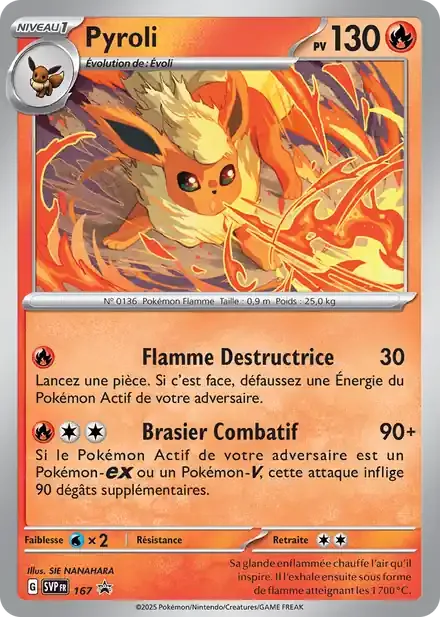 NIVEAU 1
Pyroli
PV 130
Évolution de : Évoli
N° 0136 Pokémon Flamme Taille : 0,9 m Poids : 25,0 kg
Flamme Destructrice 30
Lancez une pièce. Si c'est face, défaussez une Énergie du
Pokémon Actif de votre adversaire.
Brasier Combatif 90+
Si le Pokémon Actif de votre adversaire est un
Pokémon-ex ou un Pokémon-V, cette attaque inflige
90 dégâts supplémentaires.
Faiblesse ×2 Résistance Retraite
Illus. SIE NANAHARA
G SVP FR 167
Sa glande enflammée chauffe l'air qu'il
inspire. Il l'exhale ensuite sous forme
de flamme atteignant les 1700 °C.
©2025 Pokémon/Nintendo/Creatures/GAME FREAK